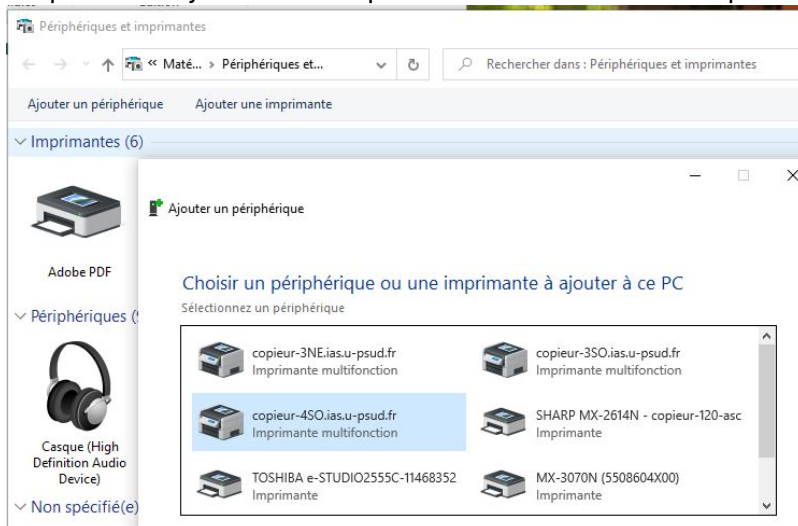 Périphériques et imprimantes
« Maté... › Périphériques et...
Rechercher dans : Périphériques et imprimantes
Ajouter un périphérique
Ajouter une imprimante
Imprimantes (6)
Adobe PDF
Ajouter un périphérique
Choisir un périphérique ou une imprimante à ajouter à ce PC
Sélectionnez un périphérique
copieur-3NE.ias.u-psud.fr
Imprimante multifonction
copieur-3SO.ias.u-psud.fr
Imprimante multifonction
copieur-4SO.ias.u-psud.fr
Imprimante multifonction
SHARP MX-2614N - copieur-120-asc
Imprimante
TOSHIBA e-STUDIO2555C-11468352
Imprimante
MX-3070N (5508604X00)
Imprimante
Périphériques (
Casque (High
Definition Audio
Device)
Non spécifié(e)